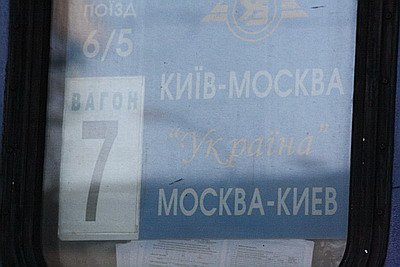 ПОЇЗД
6/5
КИЇВ-МОСКВА
ВАГОН
7
"Україна"
МОСКВА-КИЕВ